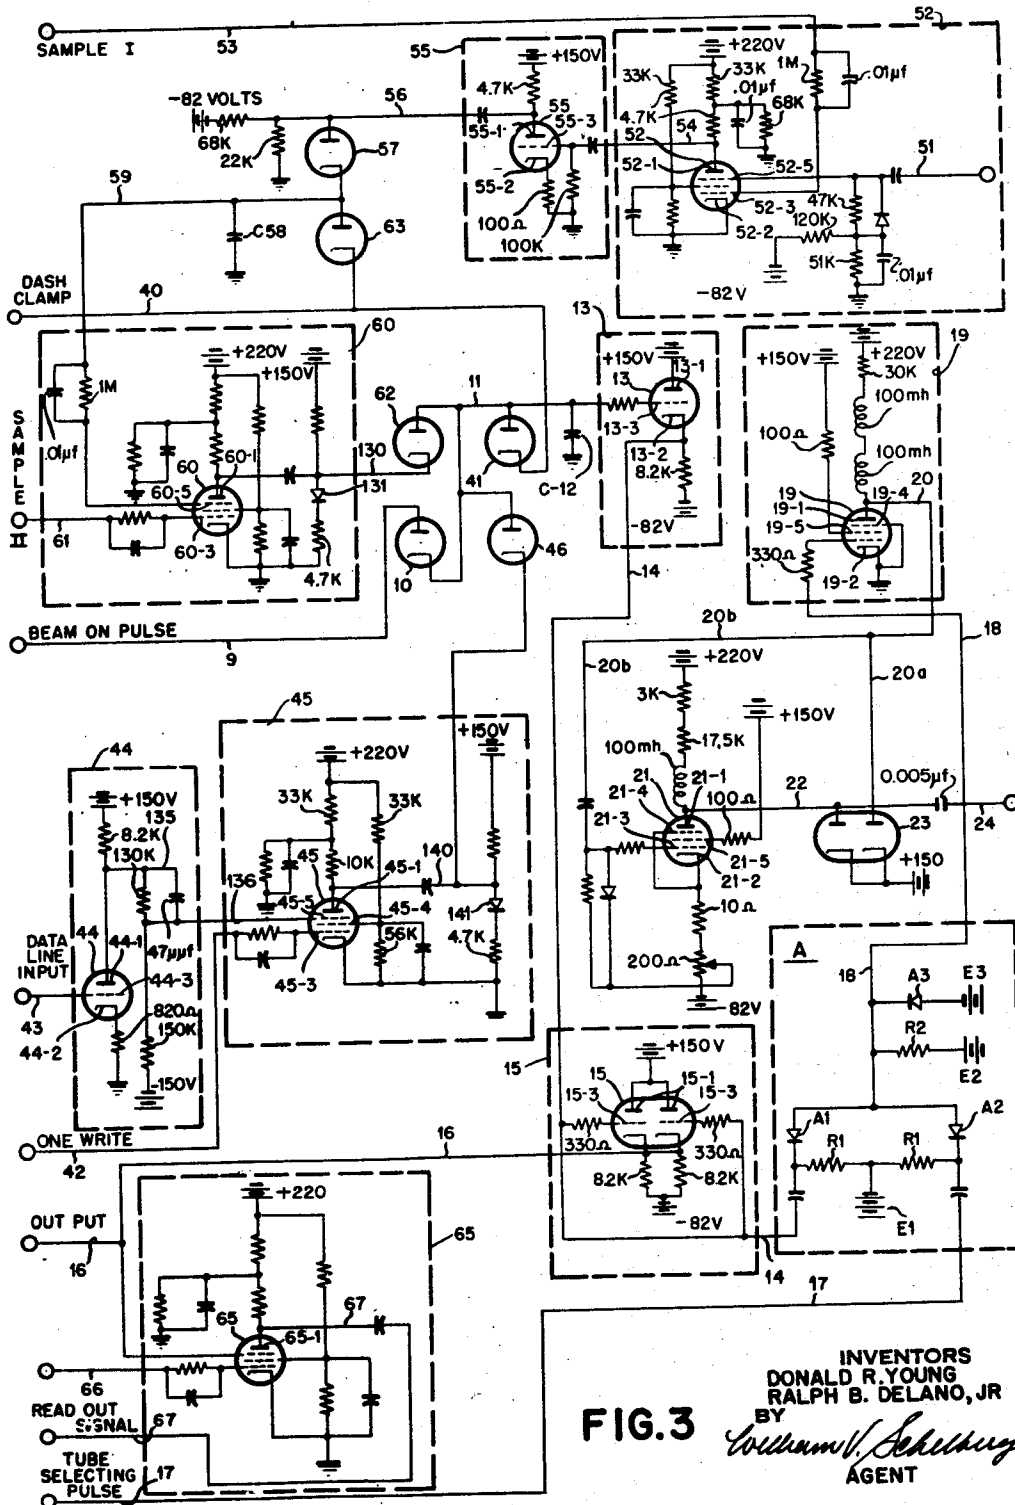 SAMPLE I
53
55
52
+150V
4.7K
55
55-1
55-3
55-2
100Ω
100K
+220V
33K
33K
1M
.01µf
.01µf
68K
4.7K
54
52
52-1
52-5
52-3
52-2
51
47K
120K
51K
.01µf
-82V
-82 VOLTS
68K
22K
56
57
59
C58
63
DASH
CLAMP
40
60
+220V
+150V
1M
.01µf
SAMPLE
II
60
60-1
60-5
60-3
61
130
131
4.7K
62
11
41
C-12
10
46
13
+150V
13
13-1
13-3
13-2
8.2K
-82V
14
19
+150V
+220V
30K
100mh
100Ω
100mh
20
19
19-1
19-4
19-5
330Ω
19-2
18
BEAM ON PULSE
9
20b
20b
20a
+220V
3K
17.5K
+150V
100mh
21
21-1
21-4
100Ω
21-3
21-5
21-2
10Ω
200Ω
-82V
22
0.005µf
23
24
+150
45
+150V
+220V
33K
33K
10K
45
45-1
140
45-5
45-4
141
56K
4.7K
45-3
136
44
+150V
135
8.2K
130K
47µµf
DATA
LINE
INPUT
44
44-1
44-3
43
44-2
820Ω
150K
-150V
ONE WRITE
42
A
18
A3
E3
R2
E2
A1
A2
R1
R1
E1
15
+150V
15
15-1
15-3
15-3
330Ω
330Ω
8.2K
8.2K
-82V
14
16
17
OUT PUT
16
+220
65
65
65-1
67
66
READ OUT
SIGNAL
67
TUBE
SELECTING
PULSE
17
FIG.3
INVENTORS
DONALD R. YOUNG
RALPH B. DELANO, JR
BY
William V. Schelburg
AGENT